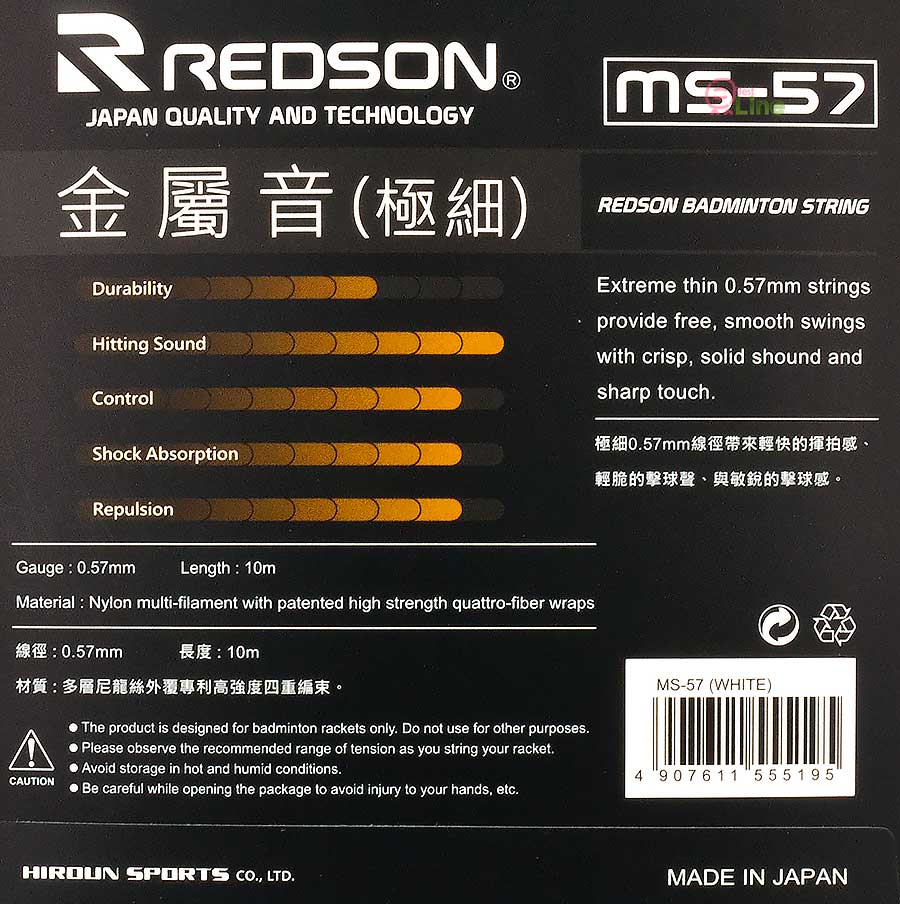 REDSON®
JAPAN QUALITY AND TECHNOLOGY
MS-57
金屬音(極細)
REDSON BADMINTON STRING
Durability
Hitting Sound
Control
Shock Absorption
Repulsion
Extreme thin 0.57mm strings
provide free, smooth swings
with crisp, solid shound and
sharp touch.
極細0.57mm線徑帶來輕快的揮拍感、
輕脆的擊球聲、與敏銳的擊球感。
Gauge : 0.57mm Length : 10m
Material : Nylon multi-filament with patented high strength quattro-fiber wraps
線徑 : 0.57mm 長度 : 10m
材質 : 多層尼龍絲外覆專利高強度四重編束。
CAUTION
● The product is designed for badminton rackets only. Do not use for other purposes.
● Please observe the recommended range of tension as you string your racket.
● Avoid storage in hot and humid conditions.
● Be careful while opening the package to avoid injury to your hands, etc.
MS-57 (WHITE)
4 907611 555195
HIROUN SPORTS CO., LTD.
MADE IN JAPAN